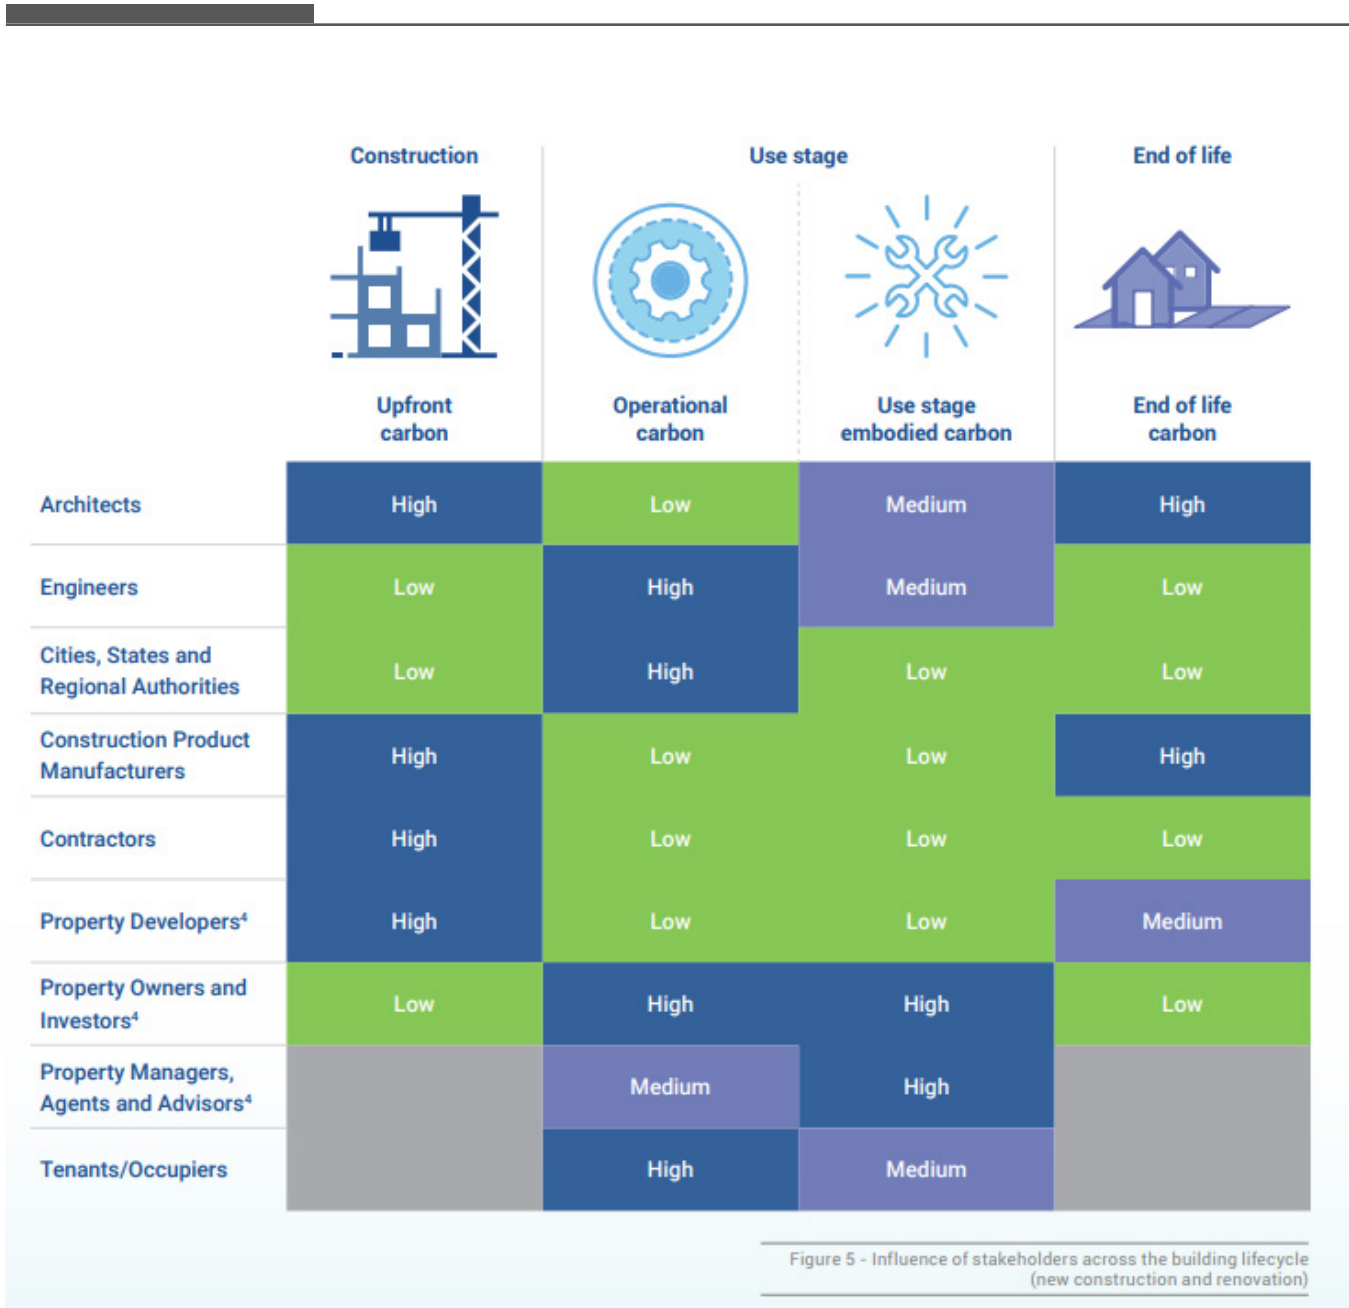 Construction
Use stage
End of life
Upfront
carbon
Operational
carbon
Use stage
embodied carbon
End of life
carbon
Architects
High
Low
Medium
High
Engineers
Low
High
Medium
Low
Cities, States and
Regional Authorities
Low
High
Low
Low
Construction Product
Manufacturers
High
Low
Low
High
Contractors
High
Low
Low
Low
Property Developers⁴
High
Low
Low
Medium
Property Owners and
Investors⁴
Low
High
High
Low
Property Managers,
Agents and Advisors⁴
Medium
High
Tenants/Occupiers
High
Medium
Figure 5 - Influence of stakeholders across the building lifecycle
(new construction and renovation)